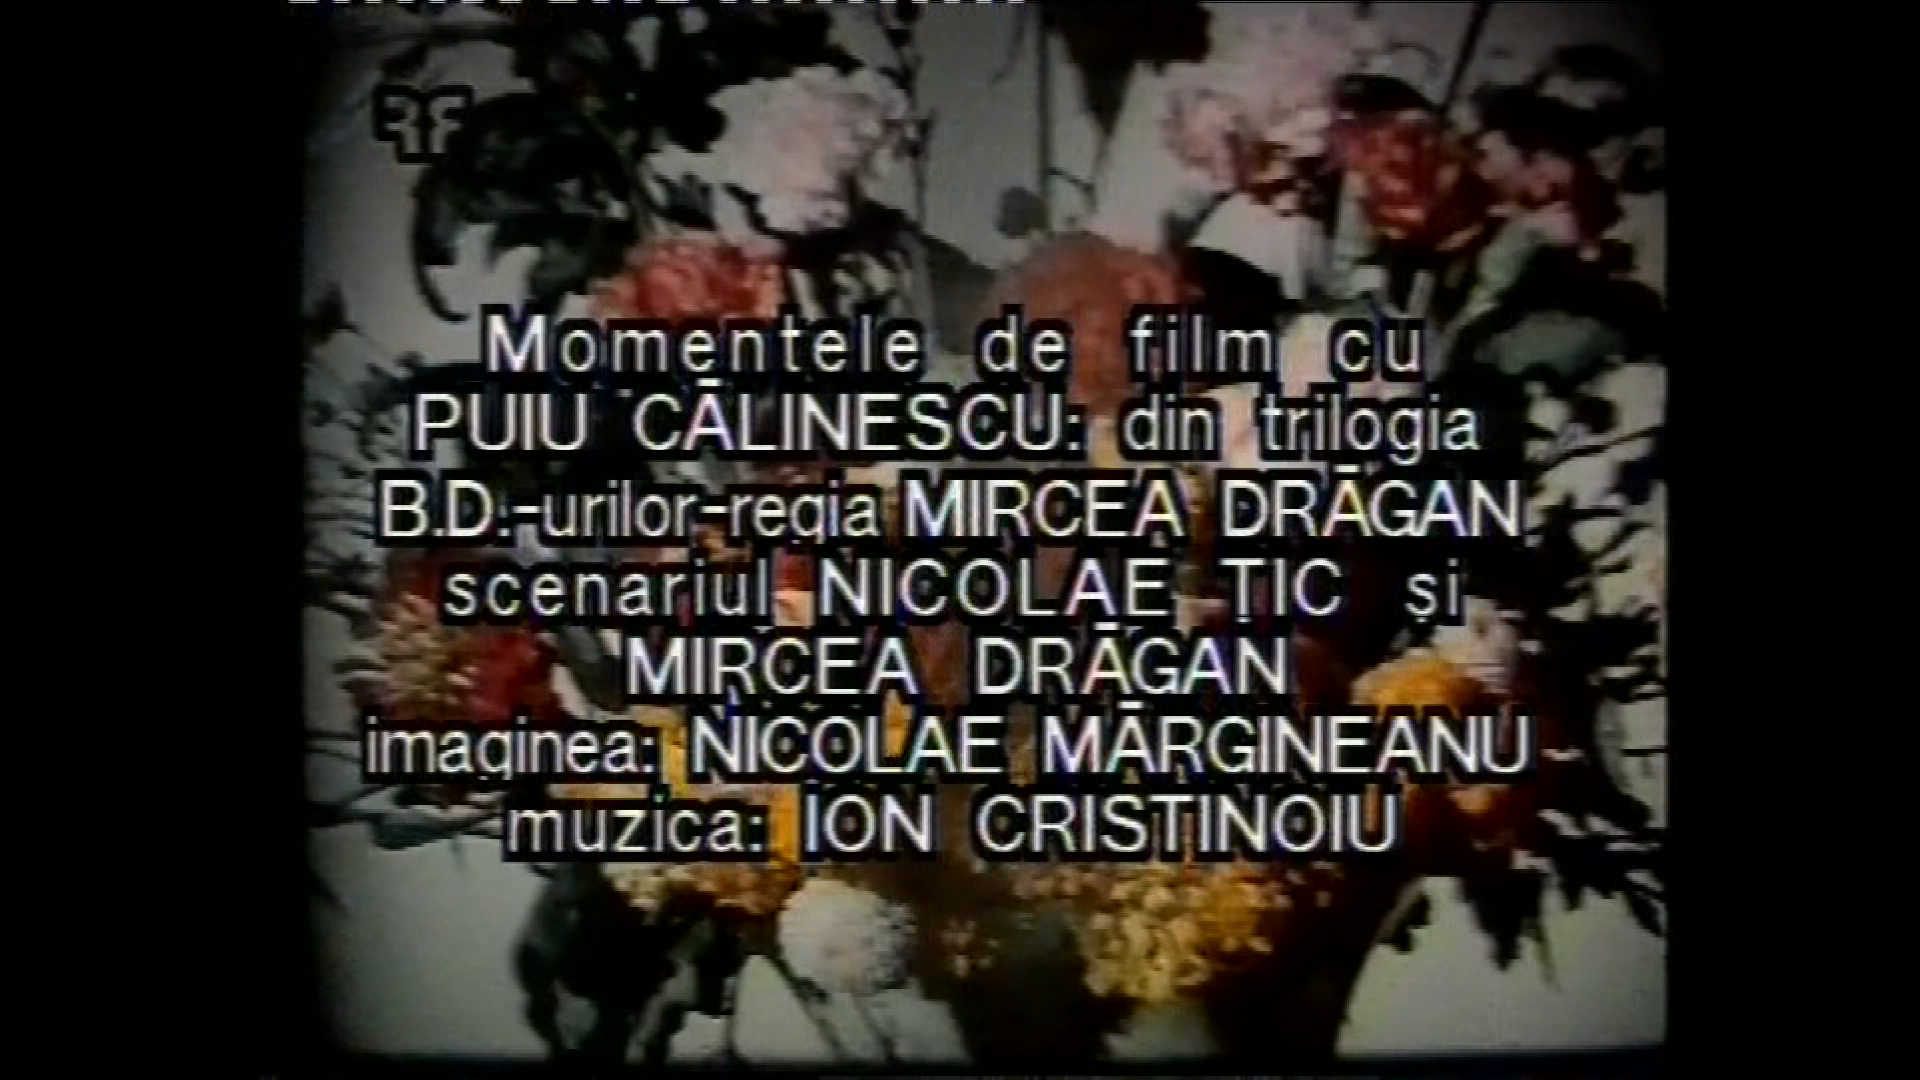 Momentele de film cu
PUIU CĂLINESCU: din trilogia
B.D.-urilor-regia MIRCEA DRĂGAN
scenariul NICOLAE ȚIC și
MIRCEA DRĂGAN
imaginea: NICOLAE MĂRGINEANU
muzica: ION CRISTINOIU